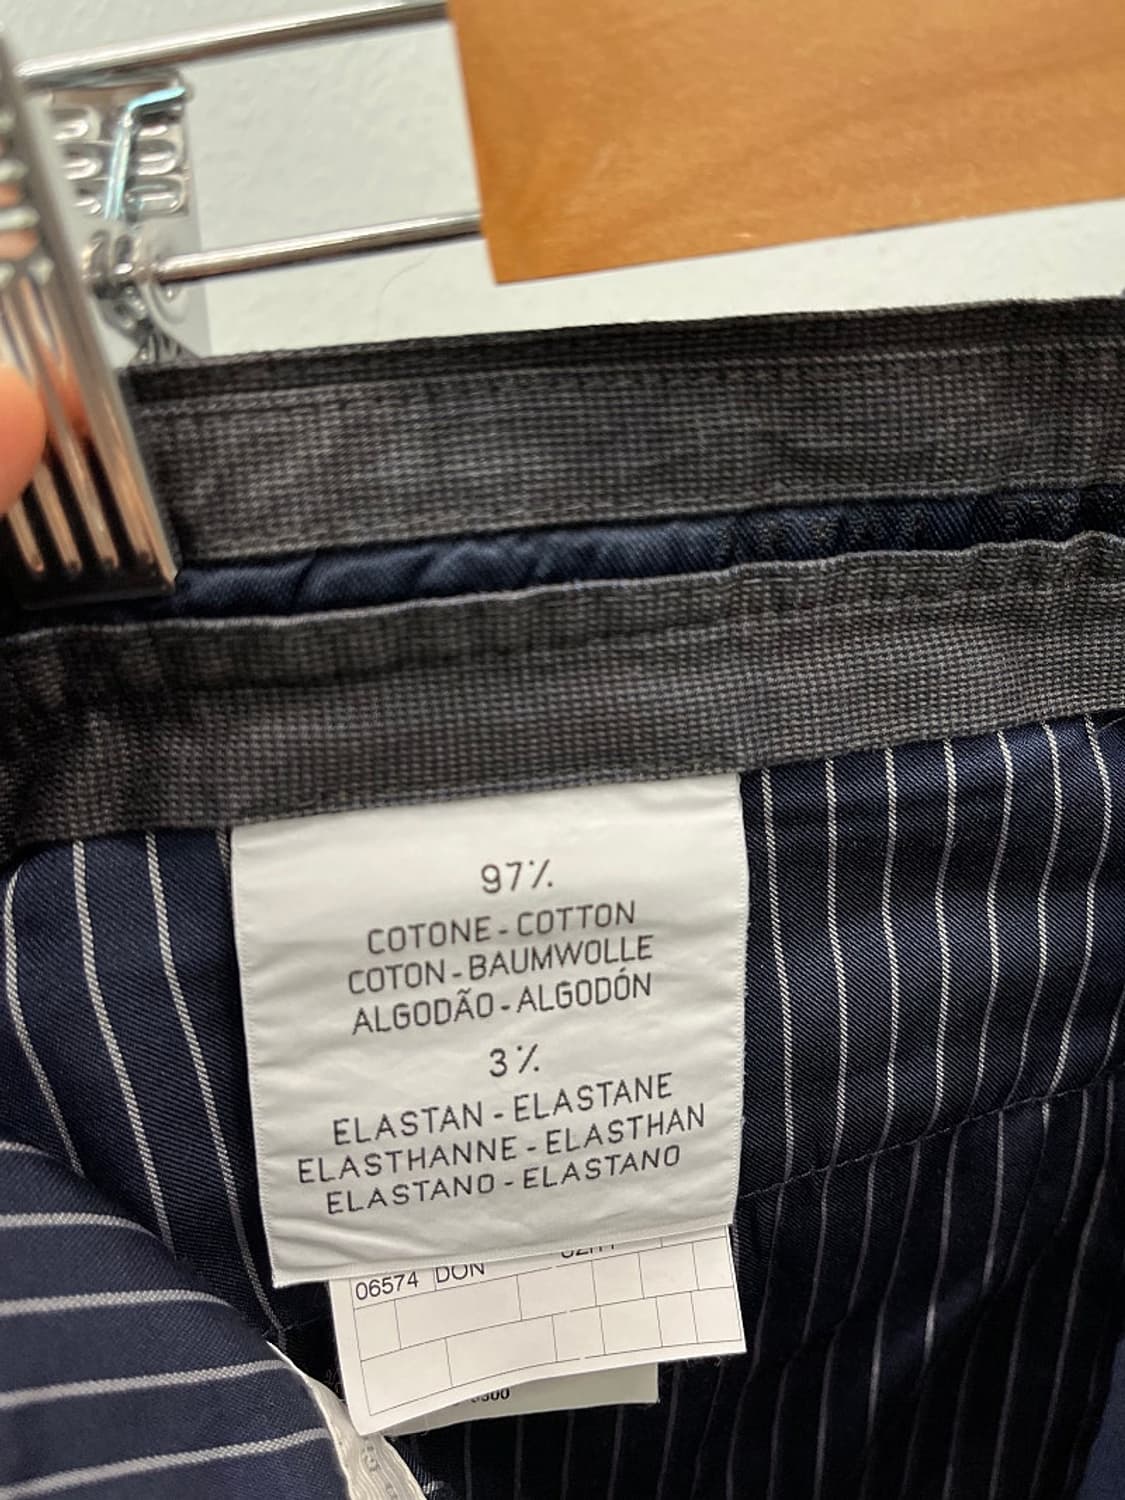 97%
COTONE - COTTON
COTON - BAUMWOLLE
ALGODÃO - ALGODÓN
3%
ELASTAN - ELASTANE
ELASTHANNE - ELASTHAN
ELASTANO - ELASTANO
06574 DON